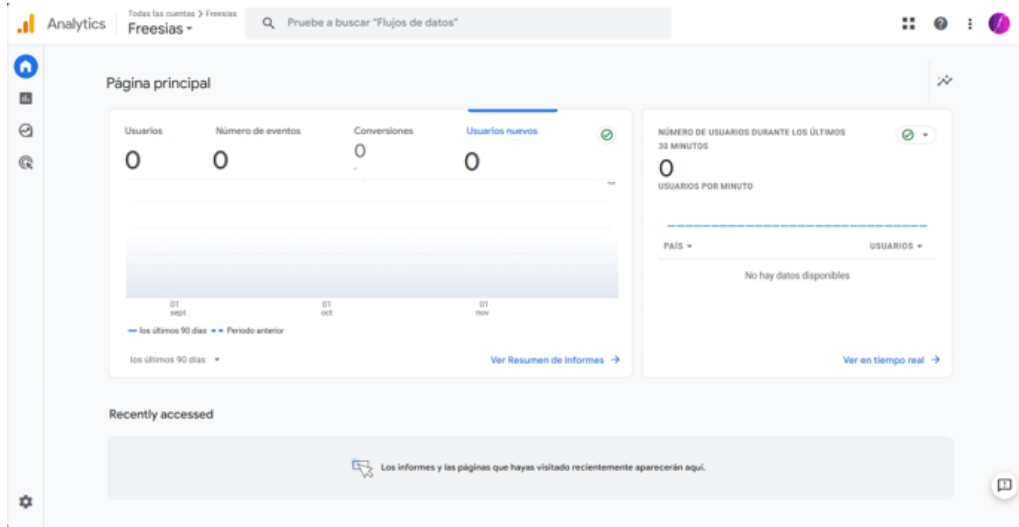 Analytics
Todas las cuentas > Freesias
Freesias
Pruebe a buscar "Flujos de datos"
Página principal
Usuarios
0
Número de eventos
0
Conversiones
0
Usuarios nuevos
0
01 sept
01 oct
01 nov
los últimos 90 días
Periodo anterior
los últimos 90 días
Ver Resumen de informes
NÚMERO DE USUARIOS DURANTE LOS ÚLTIMOS
30 MINUTOS
0
USUARIOS POR MINUTO
PAÍS
USUARIOS
No hay datos disponibles
Ver en tiempo real
Recently accessed
Los informes y las páginas que hayas visitado recientemente aparecerán aquí.